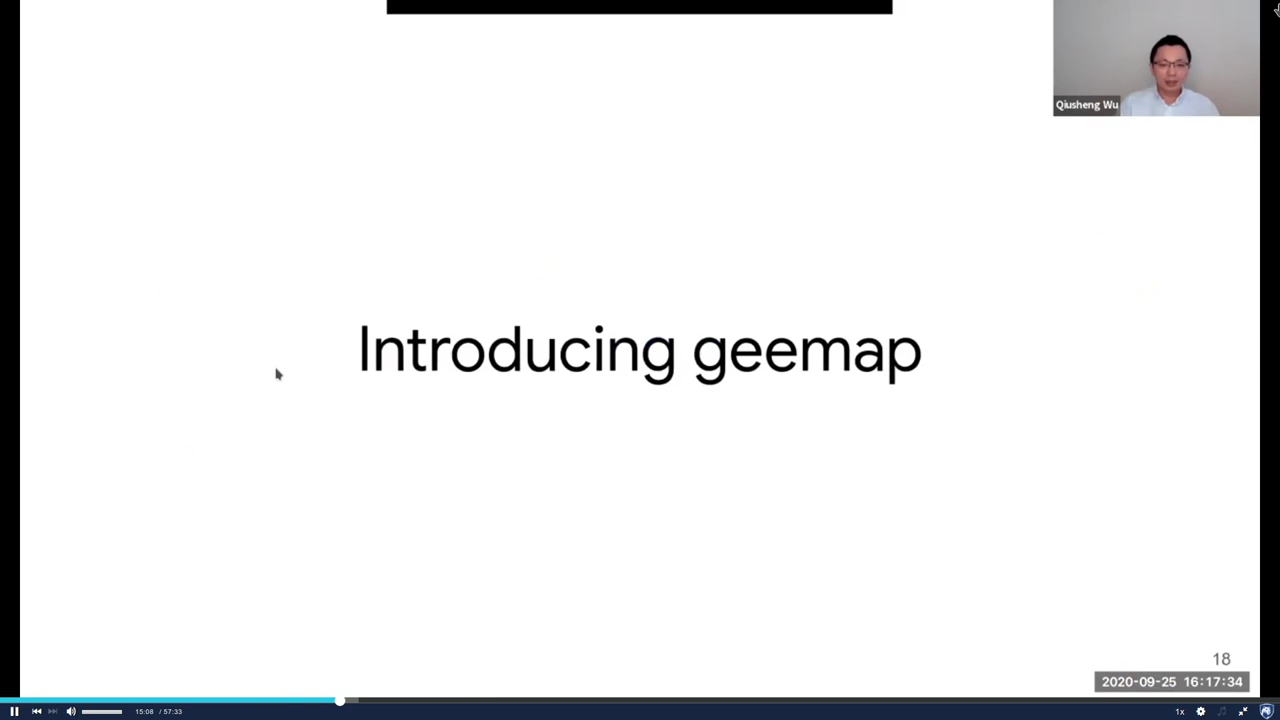 Qiusheng Wu
Introducing geemap
18
2020-09-25 16:17:34
15:08 / 57:33
1x